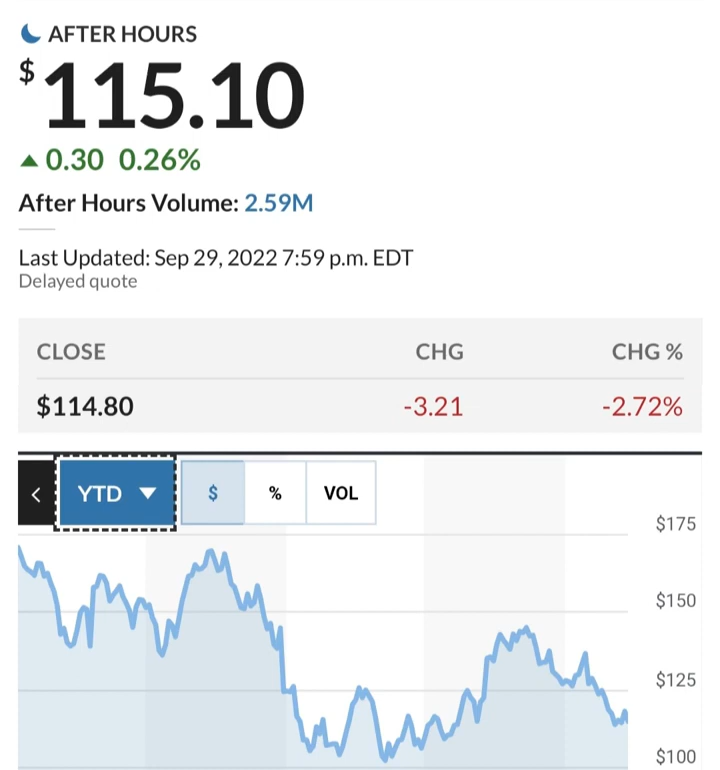 AFTER HOURS
$115.10
0.30 0.26%
After Hours Volume: 2.59M
Last Updated: Sep 29, 2022 7:59 p.m. EDT
Delayed quote
CLOSE CHG CHG %
$114.80 -3.21 -2.72%
YTD $ % VOL
$175
$150
$125
$100